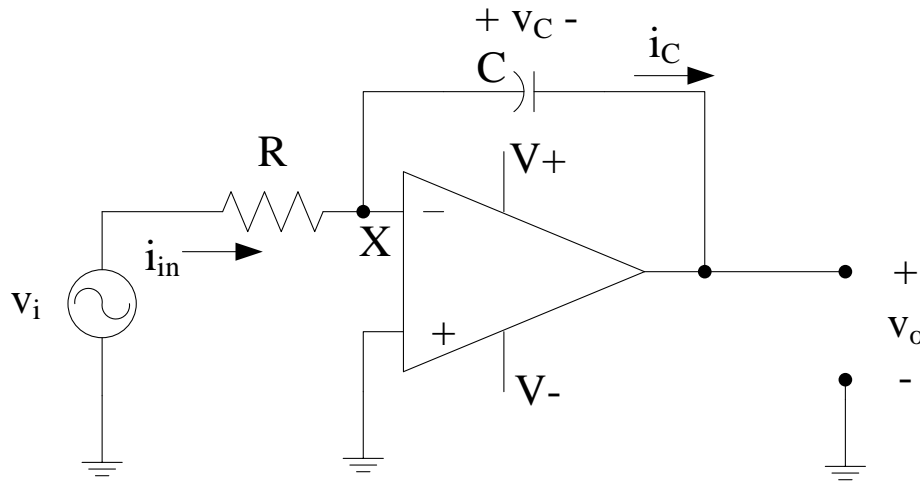 + vC -
C
iC
R
V+
−
X
iin
vi
+
V-
+
vo
-